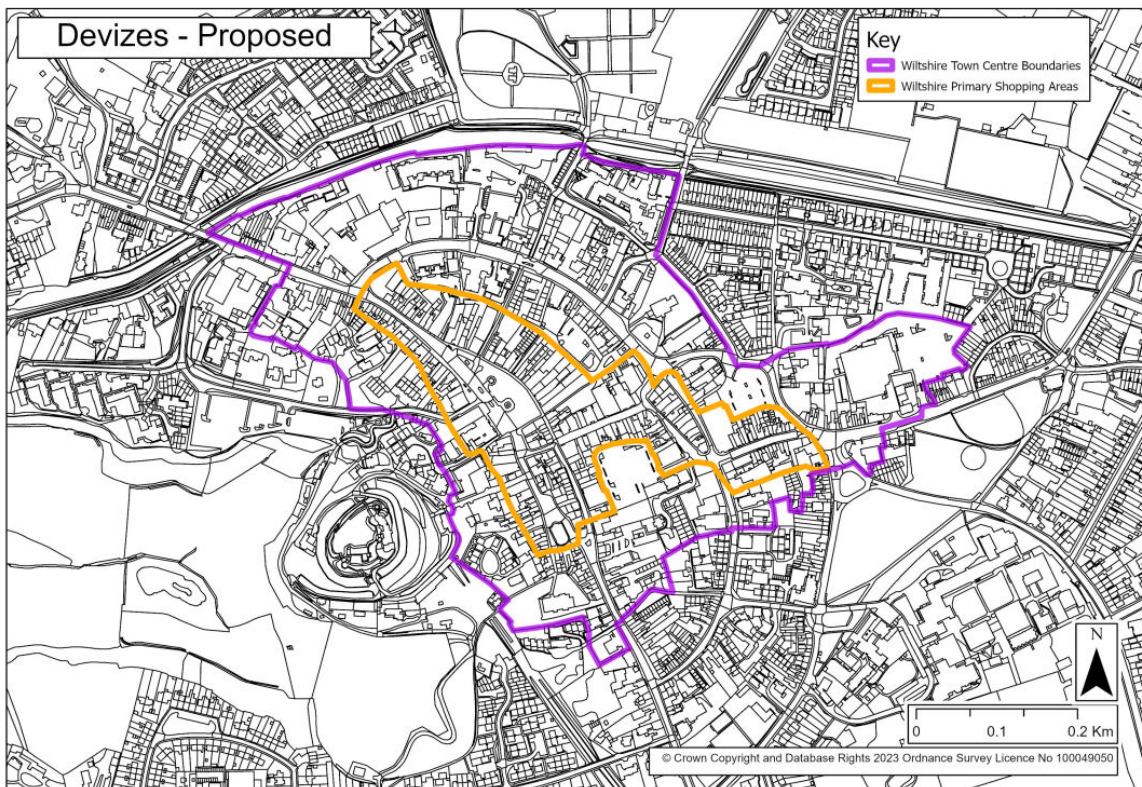 Devizes - Proposed
Key
Wiltshire Town Centre Boundaries
Wiltshire Primary Shopping Areas
N
0 0.1 0.2 Km
© Crown Copyright and Database Rights 2023 Ordnance Survey Licence No 100049050